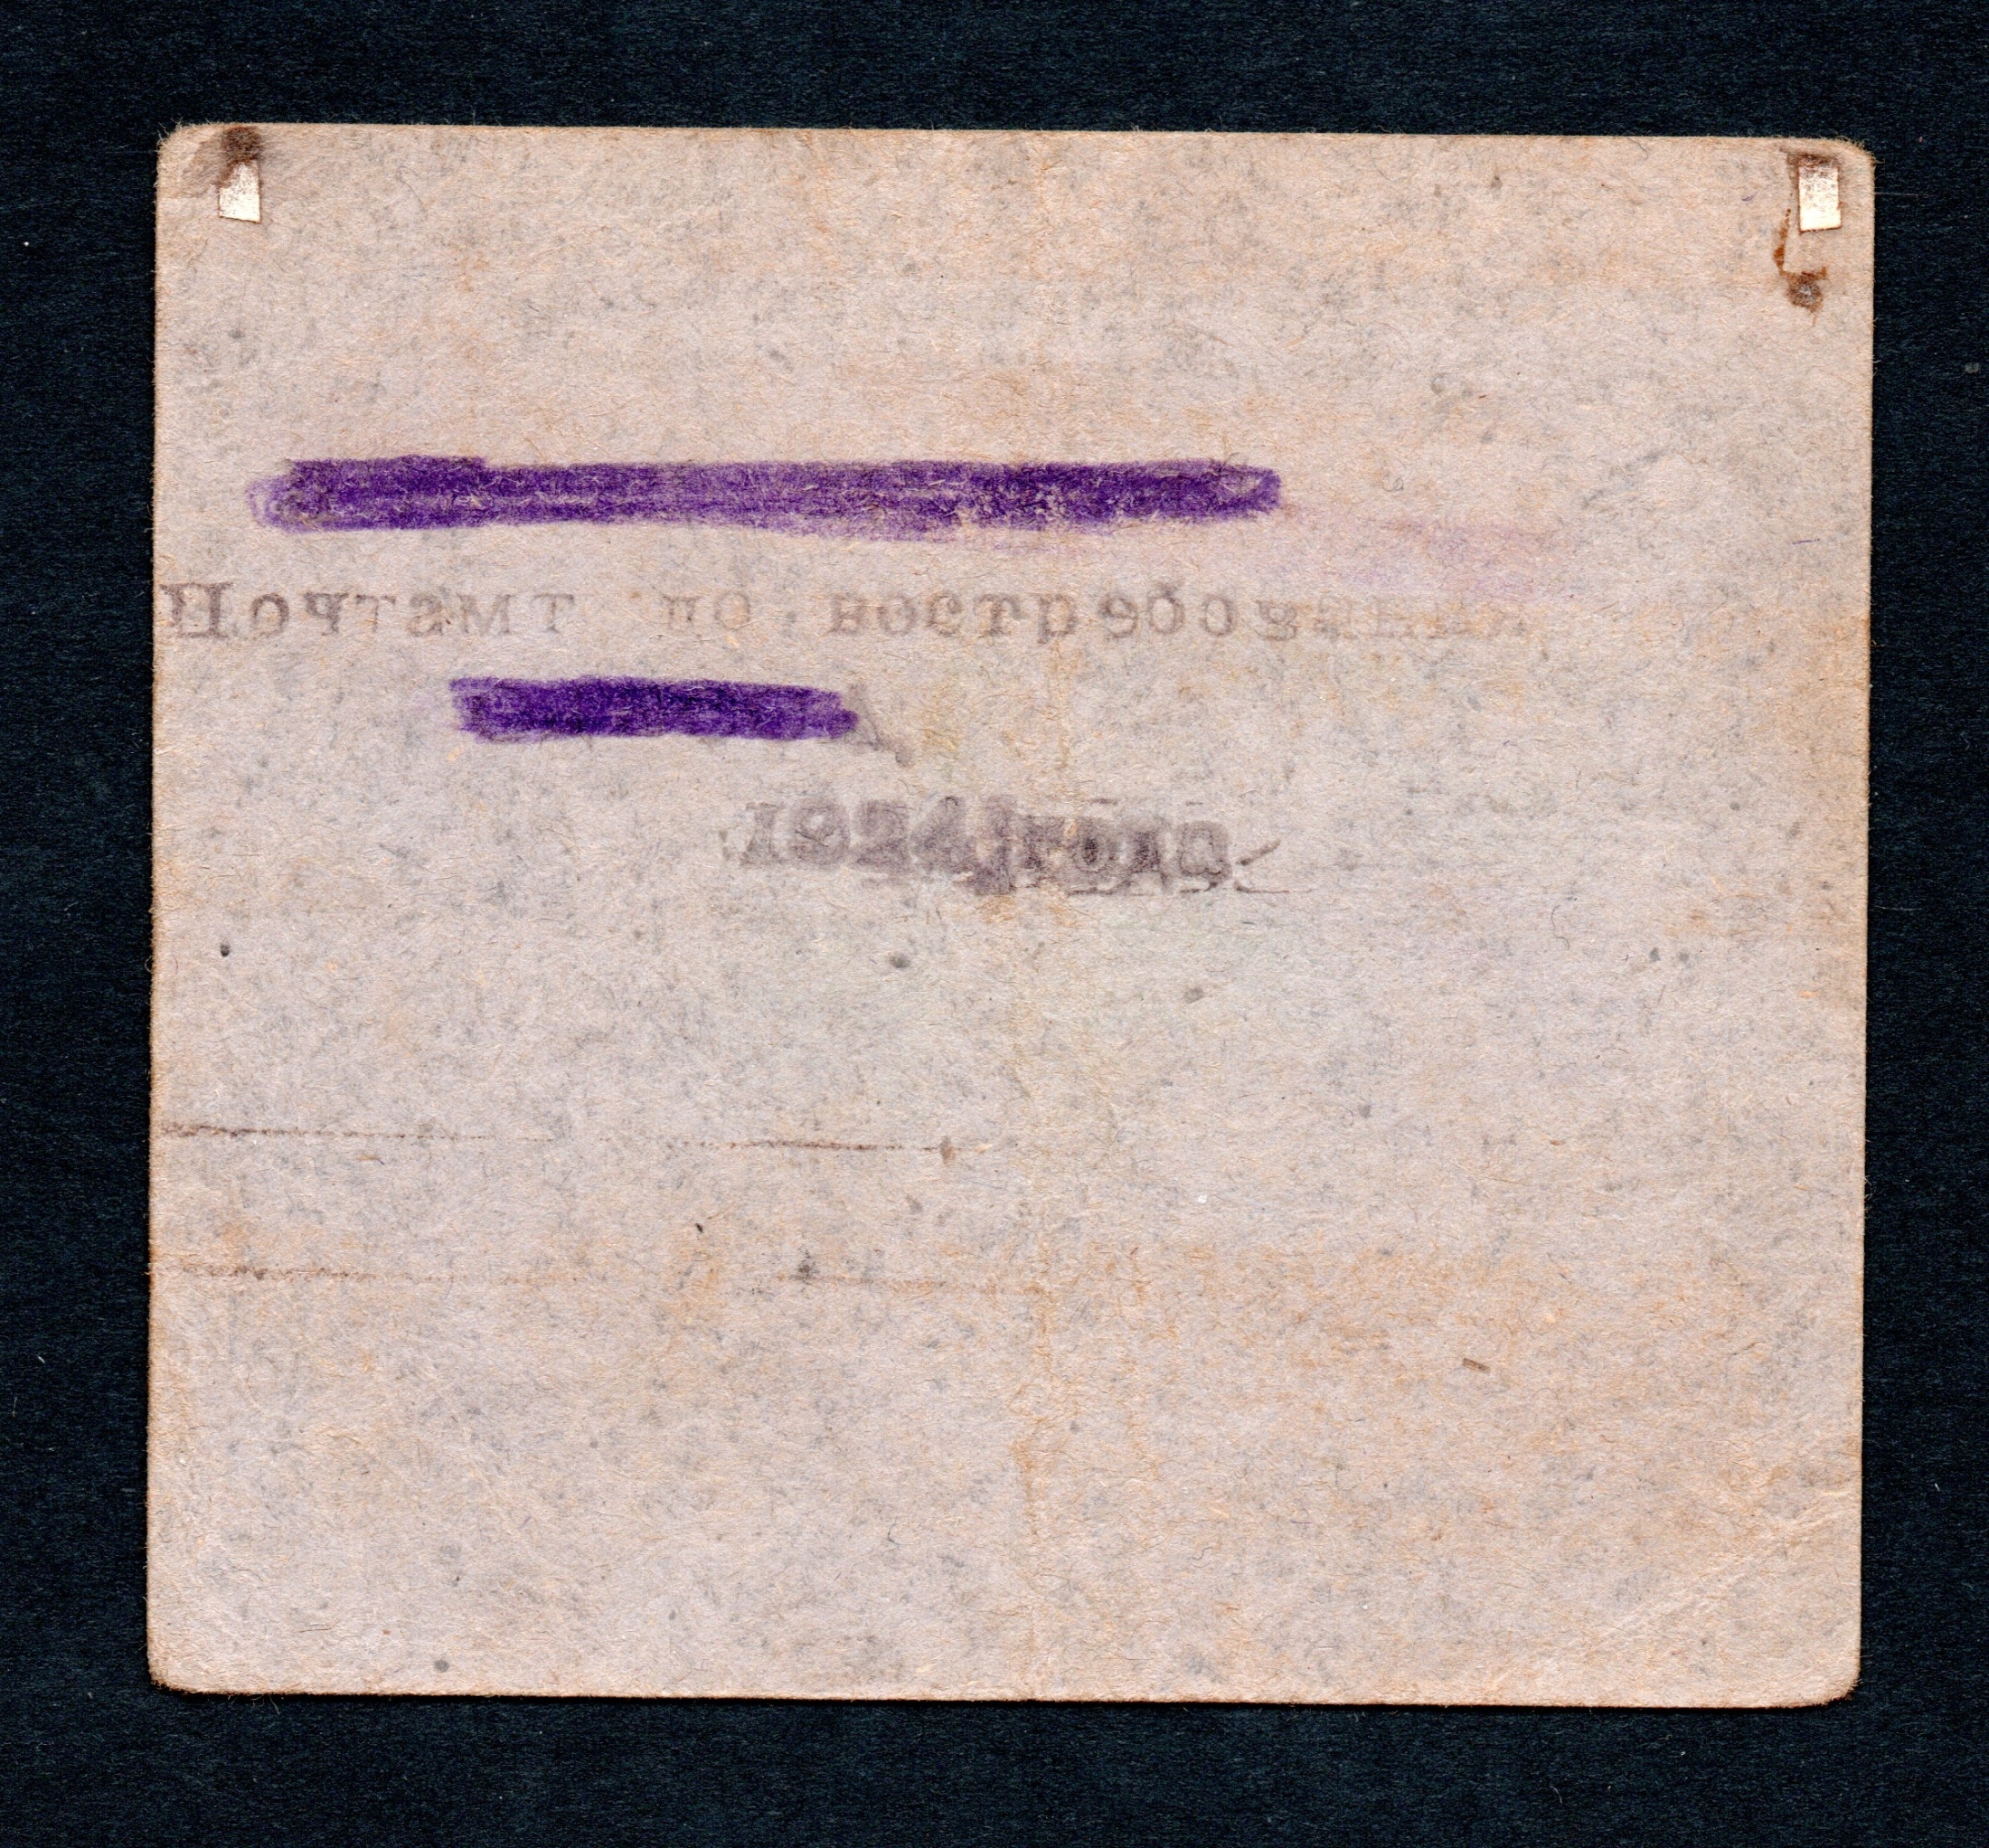 Почтамт по востребования
1924 года